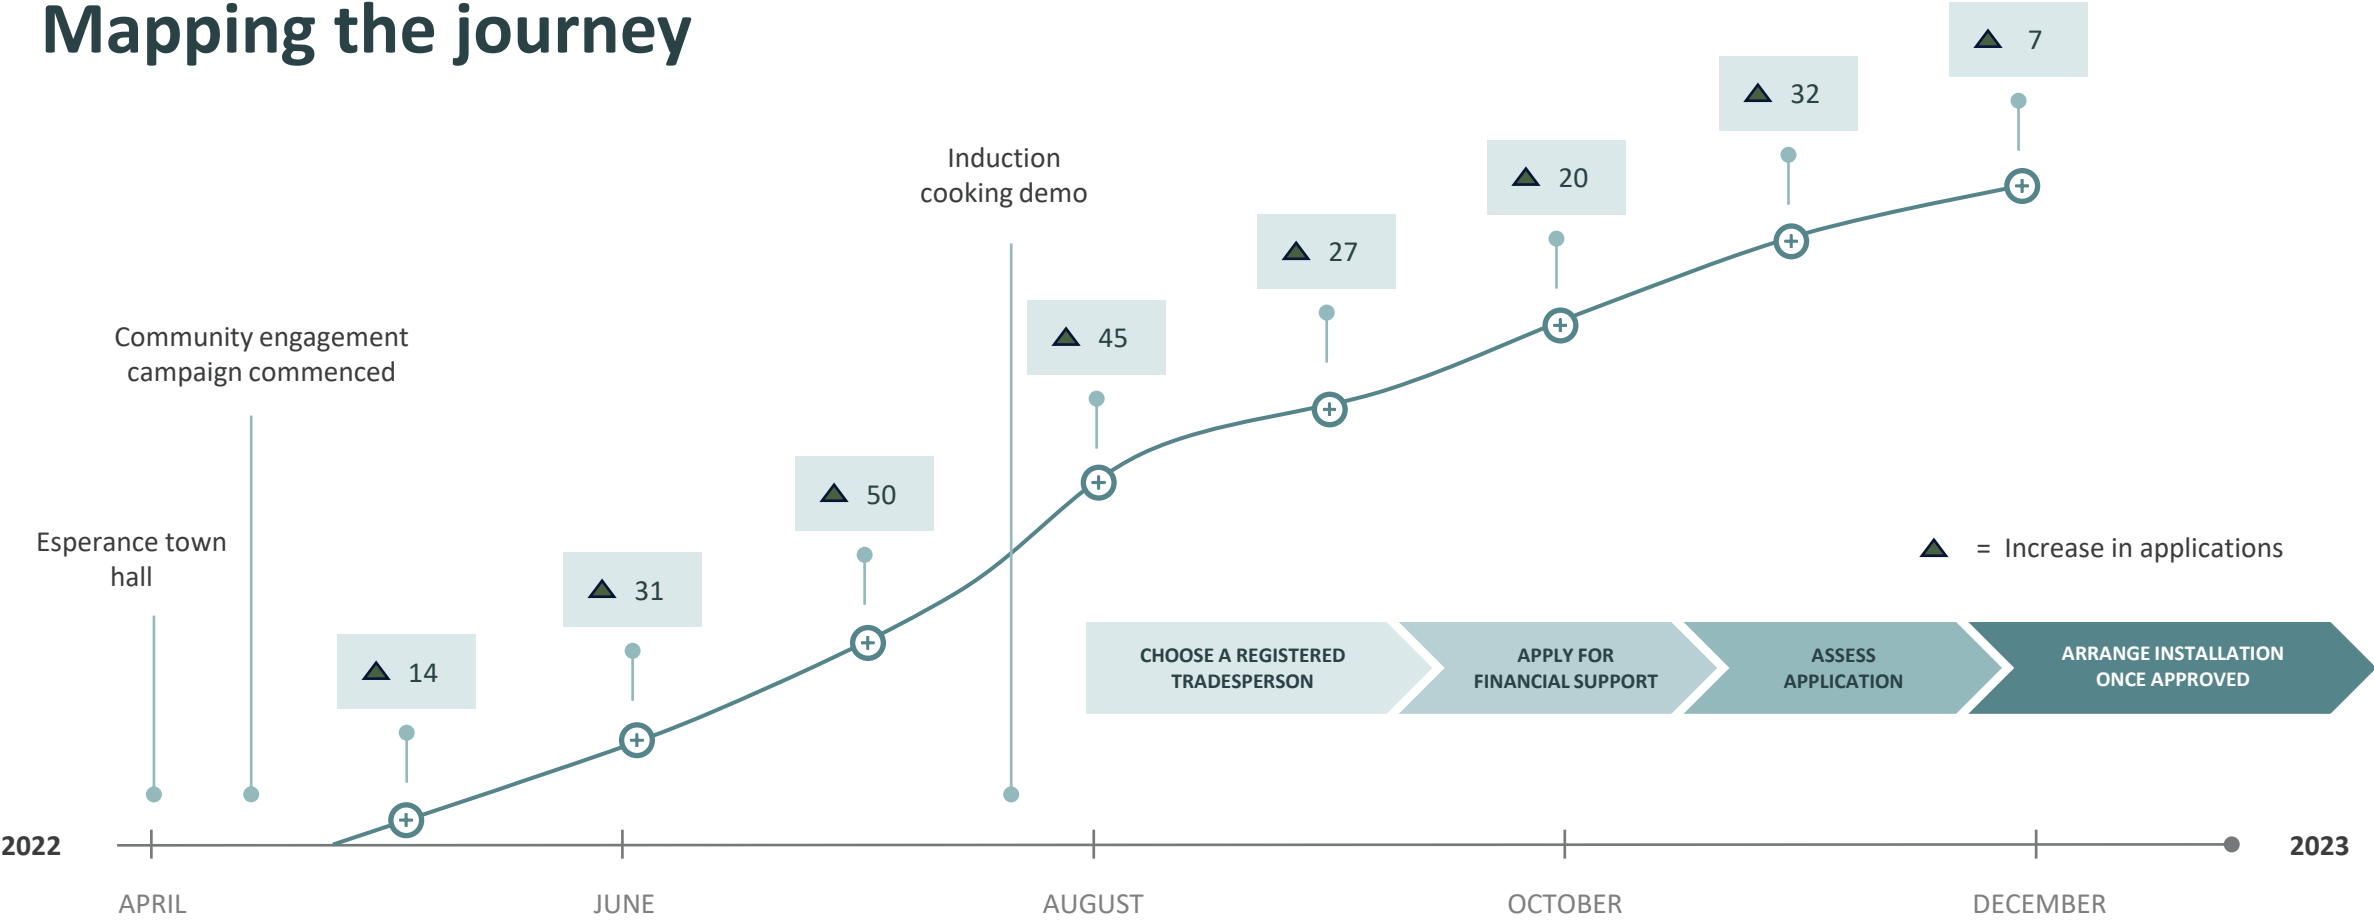 Mapping the journey
7
32
Induction
cooking demo
20
27
45
Community engagement
campaign commenced
50
Esperance town
hall
31
14
= Increase in applications
CHOOSE A REGISTERED
TRADESPERSON
APPLY FOR
FINANCIAL SUPPORT
ASSESS
APPLICATION
ARRANGE INSTALLATION
ONCE APPROVED
2022
2023
APRIL
JUNE
AUGUST
OCTOBER
DECEMBER